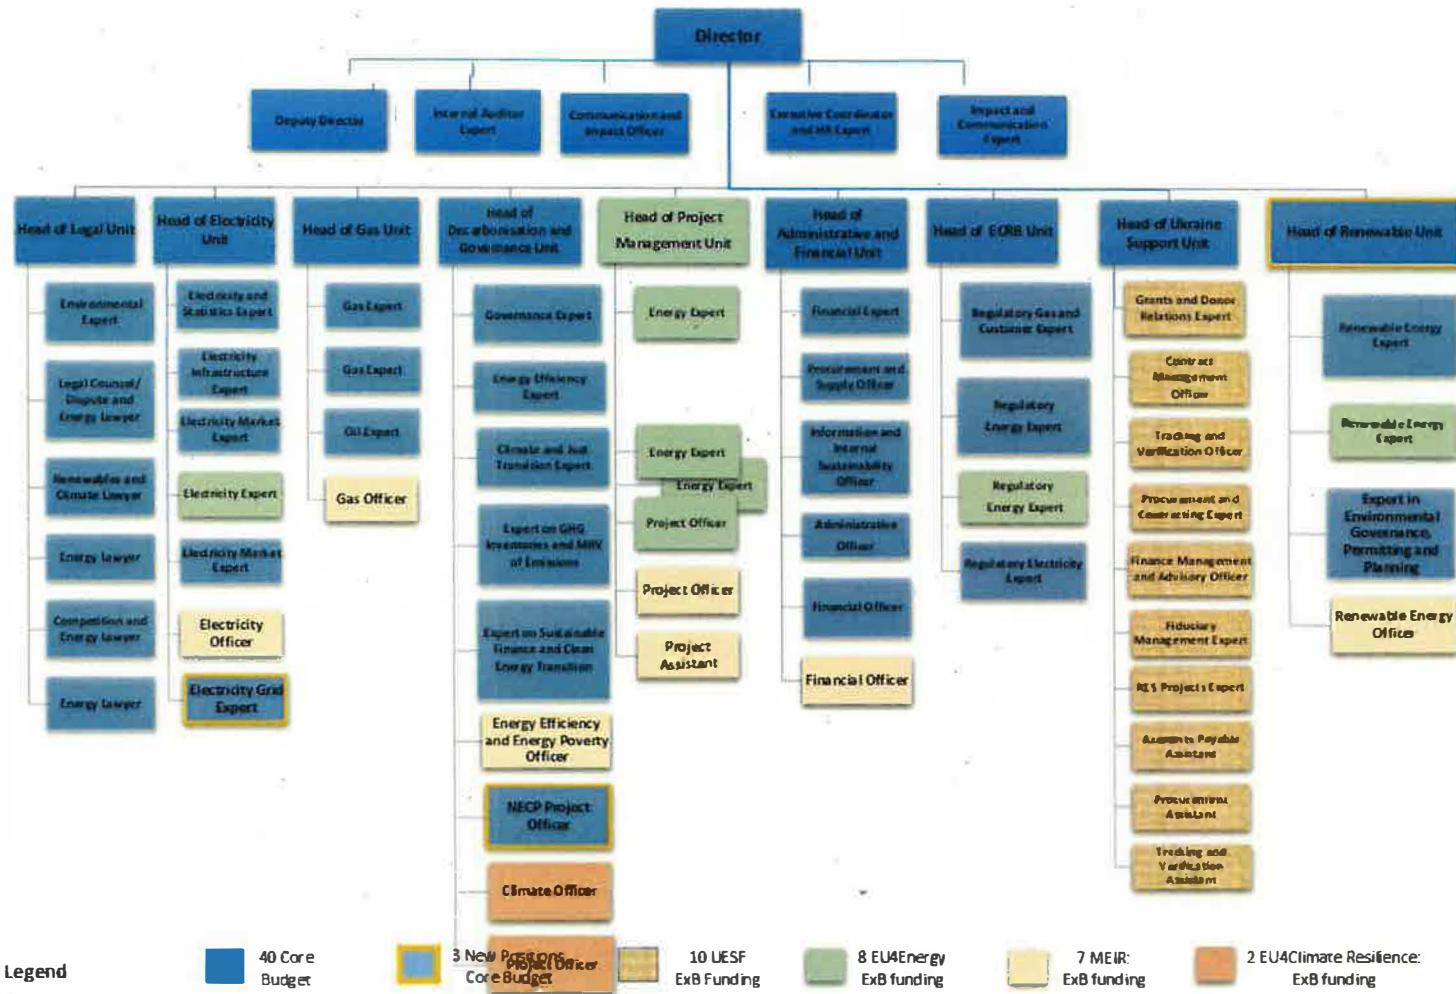 Director
Deputy Director
Internal Auditor
Expert
Communication and
Impact Officer
Executive Coordinator
and HR Expert
Impact and
Communication
Expert
Head of Legal Unit
Environmental
Expert
Legal Counsel/
Dispute and
Energy Lawyer
Renewables and
Climate Lawyer
Energy Lawyer
Competition and
Energy Lawyer
Energy Lawyer
Head of Electricity
Unit
Electricity and
Statistics Expert
Electricity
Infrastructure Expert
Electricity Market
Expert
Electricity Expert
Electricity Market
Expert
Electricity
Officer
Electricity Grid
Expert
Head of Gas Unit
Gas Expert
Gas Expert
Oil Expert
Gas Officer
Head of
Decarbonisation and
Governance Unit
Governance Expert
Energy Efficiency
Expert
Climate and Just
Transition Expert
Expert on GHG
Inventories and MRV
of Emissions
Expert on Sustainable
Finance and Clean
Energy Transition
Energy Efficiency
and Energy Poverty
Officer
NECP Project
Officer
Climate Officer
Project Officer
Head of Project
Management Unit
Energy Expert
Energy Expert
Energy Expert
Project Officer
Project Officer
Project
Assistant
Head of
Administrative and
Financial Unit
Financial Expert
Procurement and
Supply Officer
Information and
Internal
Sustainability
Officer
Administrative
Officer
Financial Officer
Financial Officer
Head of ECRB Unit
Regulatory Gas and
Customer Expert
Regulatory
Energy Expert
Regulatory
Energy Expert
Regulatory Electricity
Expert
Head of Ukraine
Support Unit
Grants and Donor
Relations Expert
Contract
Management
Officer
Tracking and
Verification Officer
Procurement and
Contracting Expert
Finance Management
and Advisory Officer
Fiduciary
Management Expert
RES Projects Expert
Accounts Payable
Assistant
Procurement
Assistant
Tracking and
Verification
Assistant
Head of Renewable Unit
Renewable Energy
Expert
Renewable Energy
Expert
Expert in
Environmental
Governance,
Permitting and
Planning
Renewable Energy
Officer
Legend
40 Core
Budget
3 New Positions
Core Budget
10 UESF
ExB funding
8 EU4Energy
ExB funding
7 MEIR:
ExB funding
2 EU4Climate Resilience:
ExB funding